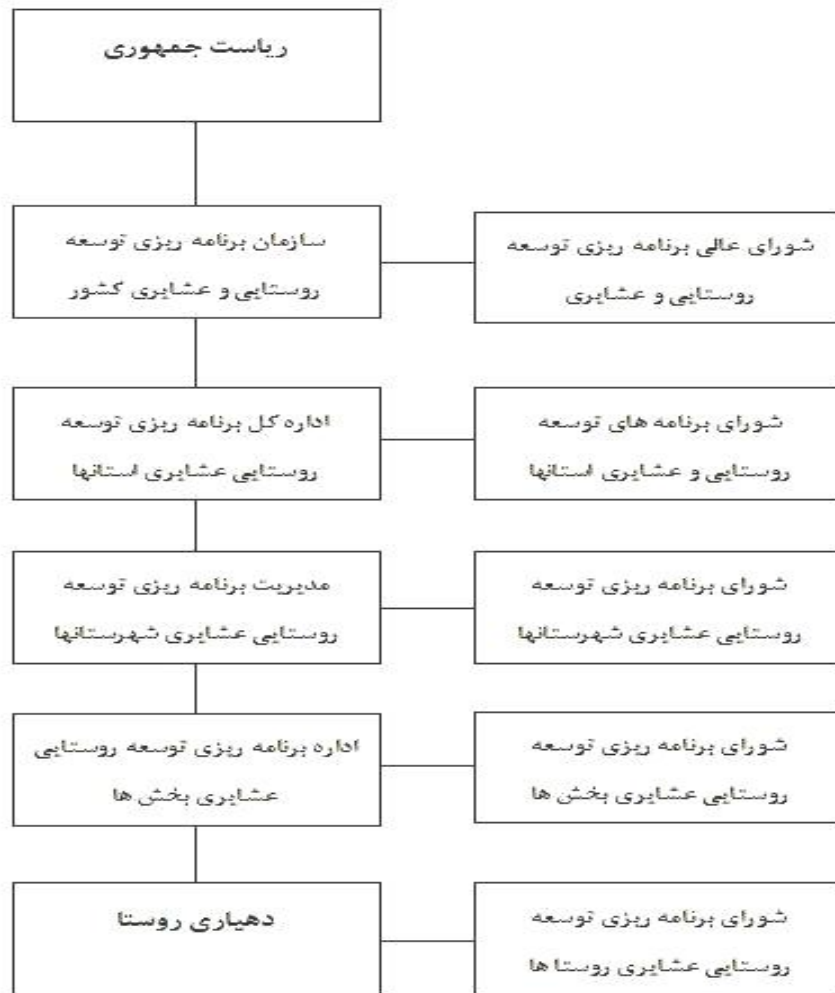 ریاست جمهوری
شورای عالی برنامه ریزی توسعه
روستایی و عشایری
سازمان برنامه ریزی توسعه
روستایی و عشایری کشور
شورای برنامه های توسعه
روستایی و عشایری استانها
اداره کل برنامه ریزی توسعه
روستایی عشایری استانها
شورای برنامه ریزی توسعه
روستایی عشایری شهرستانها
مدیریت برنامه ریزی توسعه
روستایی عشایری شهرستانها
شورای برنامه ریزی توسعه
روستایی عشایری بخش ها
اداره برنامه ریزی توسعه روستایی
عشایری بخش ها
شورای برنامه ریزی توسعه
روستایی عشایری روستا ها
دهیاری روستا